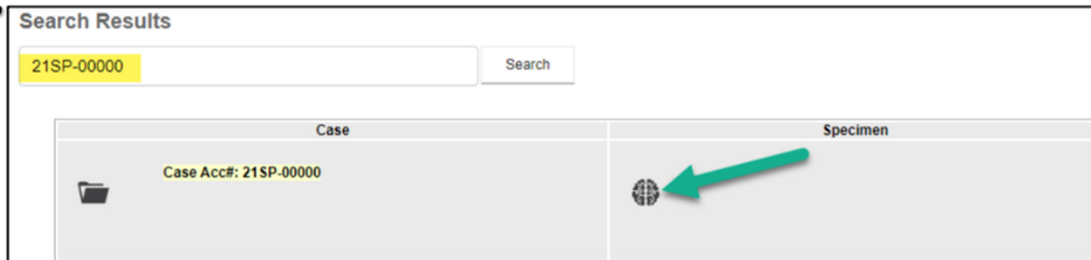 Search Results
21SP-00000
Search
Case
Specimen
Case Acc#: 21SP-00000